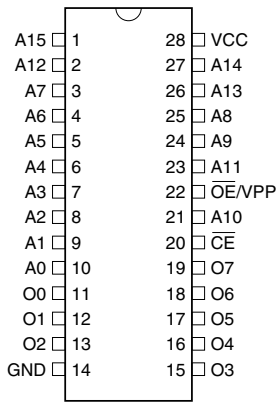 A15 1 28 VCC
A12 2 27 A14
A7 3 26 A13
A6 4 25 A8
A5 5 24 A9
A4 6 23 A11
A3 7 22 O̅E̅/VPP
A2 8 21 A10
A1 9 20 C̅E̅
A0 10 19 O7
O0 11 18 O6
O1 12 17 O5
O2 13 16 O4
GND 14 15 O3